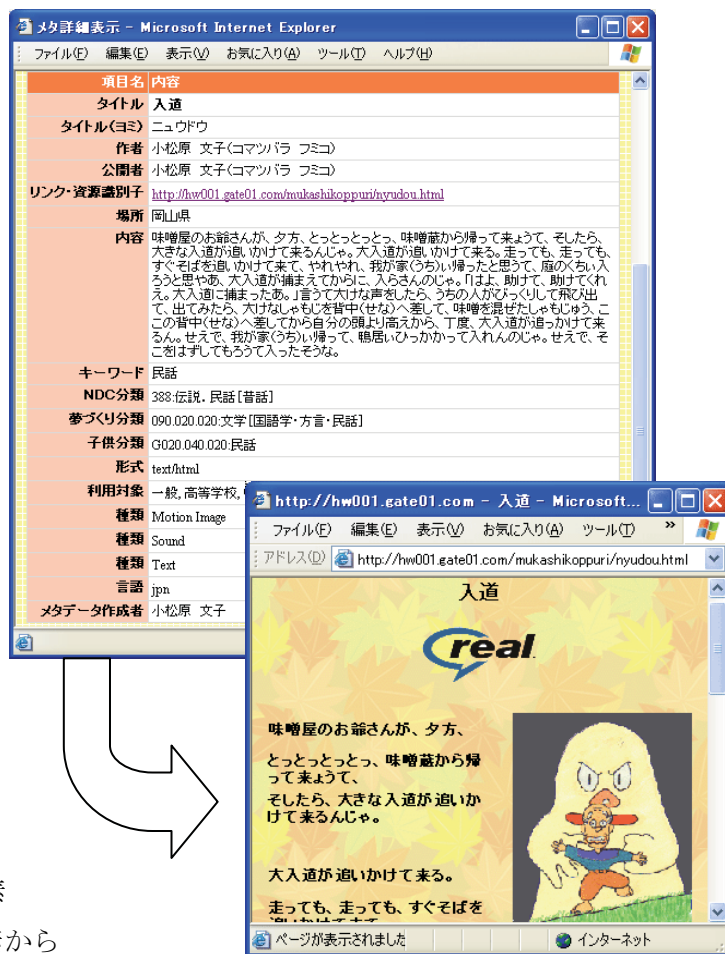 メタ詳細表示 - Microsoft Internet Explorer
ファイル(F) 編集(E) 表示(V) お気に入り(A) ツール(T) ヘルプ(H)
項目名 内容
タイトル 入道
タイトル(ヨミ) ニュウドウ
作者 小松原 文子(コマツバラ フミコ)
公開者 小松原 文子(コマツバラ フミコ)
リンク・資源識別子 http://hw001.gate01.com/mukashikoppuri/nyudou.html
場所 岡山県
内容 味噌屋のお爺さんが、夕方、とっとっとっとっ、味噌蔵から帰って来ようて、そしたら、
大きな入道が追いかけて来るんじゃ。大入道が追いかけて来る。走っても、走っても、
すぐそばを追いかけて来て、やれやれ、我が家(うち)い帰ったと思うて、庭のくちい入
ろうと思やあ、大入道が捕まえてからに、入らさんのじゃ。「はよ、助けて、助けてくれ
え。大入道に捕まったあ。」言うて大けな声をしたら、うちの人がびっくりして飛び出
て、出てみたら、大けなしゃもじを背中(せな)へ差して、味噌を混ぜたしゃもじゅう、こ
この背中(せな)へ差してから自分の頭より高えから、丁度、大入道が追っかけて来
るん。せえで、我が家(うち)い帰って、鴨居いひっかかって入れんのじゃ。せえで、そ
こをはずしてもろうて入ったそうな。
キーワード 民話
NDC分類 388:伝説．民話[昔話]
夢づくり分類 090.020.020:文学[国語学・方言・民話]
子供分類 G020.040.020:民話
形式 text/html
利用対象 一般, 高等学校,
種類 Motion Image
種類 Sound
種類 Text
言語 jpn
メタデータ作成者 小松原 文子
http://hw001.gate01.com - 入道 - Microsoft...
ファイル(F) 編集(E) 表示(V) お気に入り(A) ツール(T) »
アドレス(D) http://hw001.gate01.com/mukashikoppuri/nyudou.html
入道
real
味噌屋のお爺さんが、夕方、
とっとっとっとっ、味噌蔵から帰
って来ようて、
そしたら、大きな入道が追いか
けて来るんじゃ。
大入道が追いかけて来る。
走っても、走っても、すぐそばを
ページが表示されました
インターネット
から